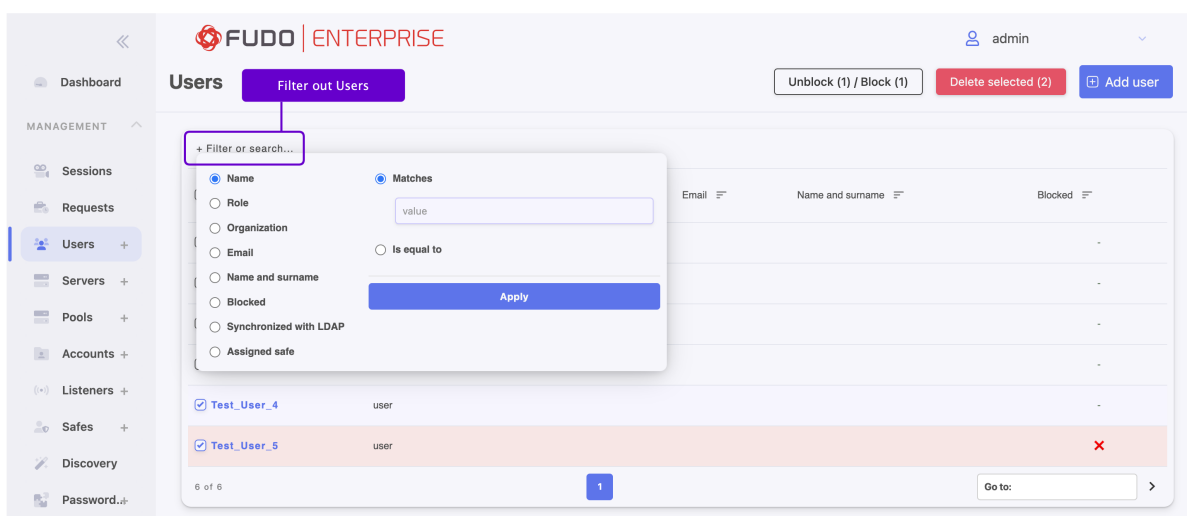 FUDO ENTERPRISE
admin
Dashboard
Users
Filter out Users
Unblock (1) / Block (1)
Delete selected (2)
Add user
MANAGEMENT
+ Filter or search...
Sessions
Requests
Users +
Servers +
Pools +
Accounts +
Listeners +
Safes +
Discovery
Password..+
Name
Role
Organization
Email
Name and surname
Blocked
Synchronized with LDAP
Assigned safe
Matches
value
Is equal to
Apply
Email
Name and surname
Blocked
-
-
-
-
Test_User_4 user -
Test_User_5 user
6 of 6
1
Go to: